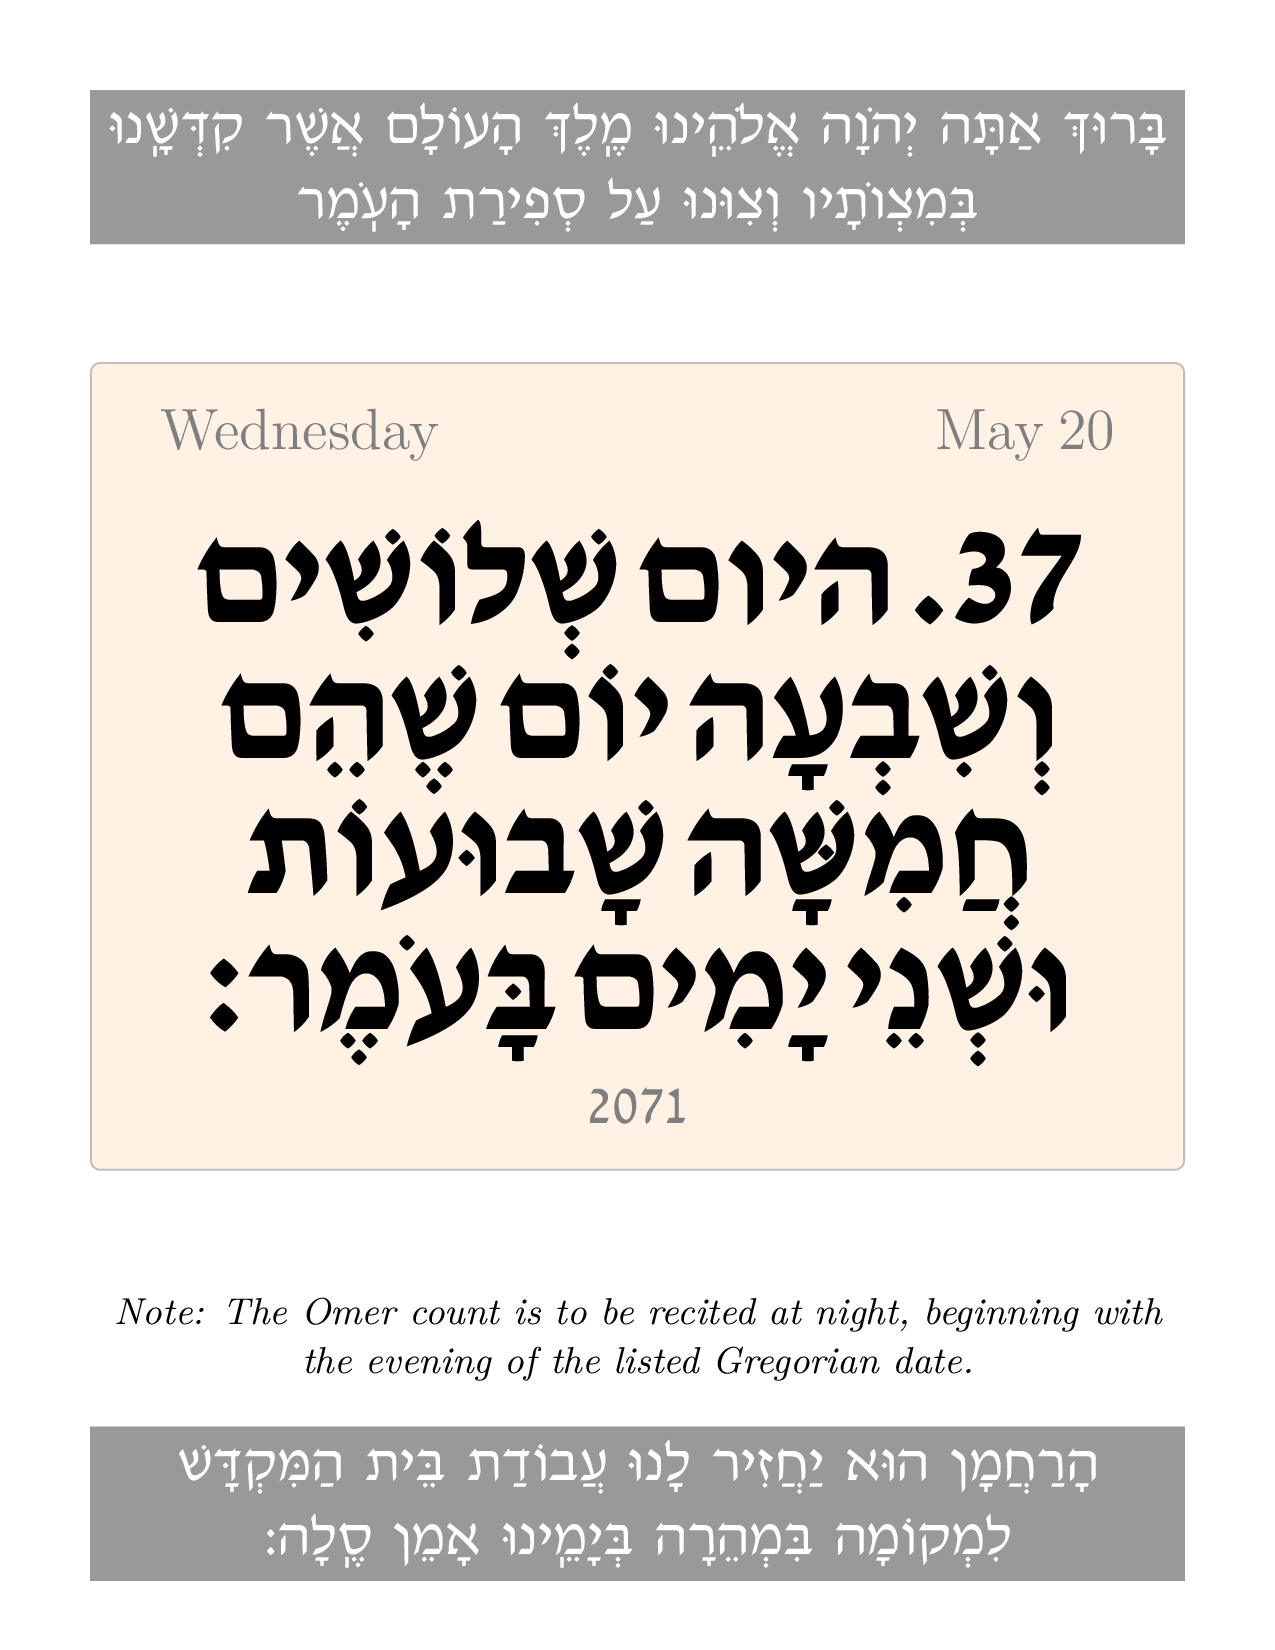 בָּרוּךְ אַתָּה יְהֹוָה אֱלֹהֵֽינוּ מֶֽלֶךְ הָעוֹלָם אֲשֶׁר קִדְּשָֽׁנוּ
בְּמִצְוֹתָיו וְצִוּנוּ עַל סְפִירַת הָעֹֽמֶר
Wednesday May 20
37. היום שְׁלוֹשִׁים
וְשִׁבְעָה יוֹם שֶׁהֵם
חֲמִשָּׁה שָׁבוּעוֹת
וּשְׁנֵי יָמִים בָּעֹמֶר:
2071
Note: The Omer count is to be recited at night, beginning with
the evening of the listed Gregorian date.
הָרַחֲמָן הוּא יַחֲזִיר לָנוּ עֲבוֹדַת בֵּית הַמִּקְדָּשׁ
לִמְקוֹמָהּ בִּמְהֵרָה בְּיָמֵֽינוּ אָמֵן סֶֽלָה: